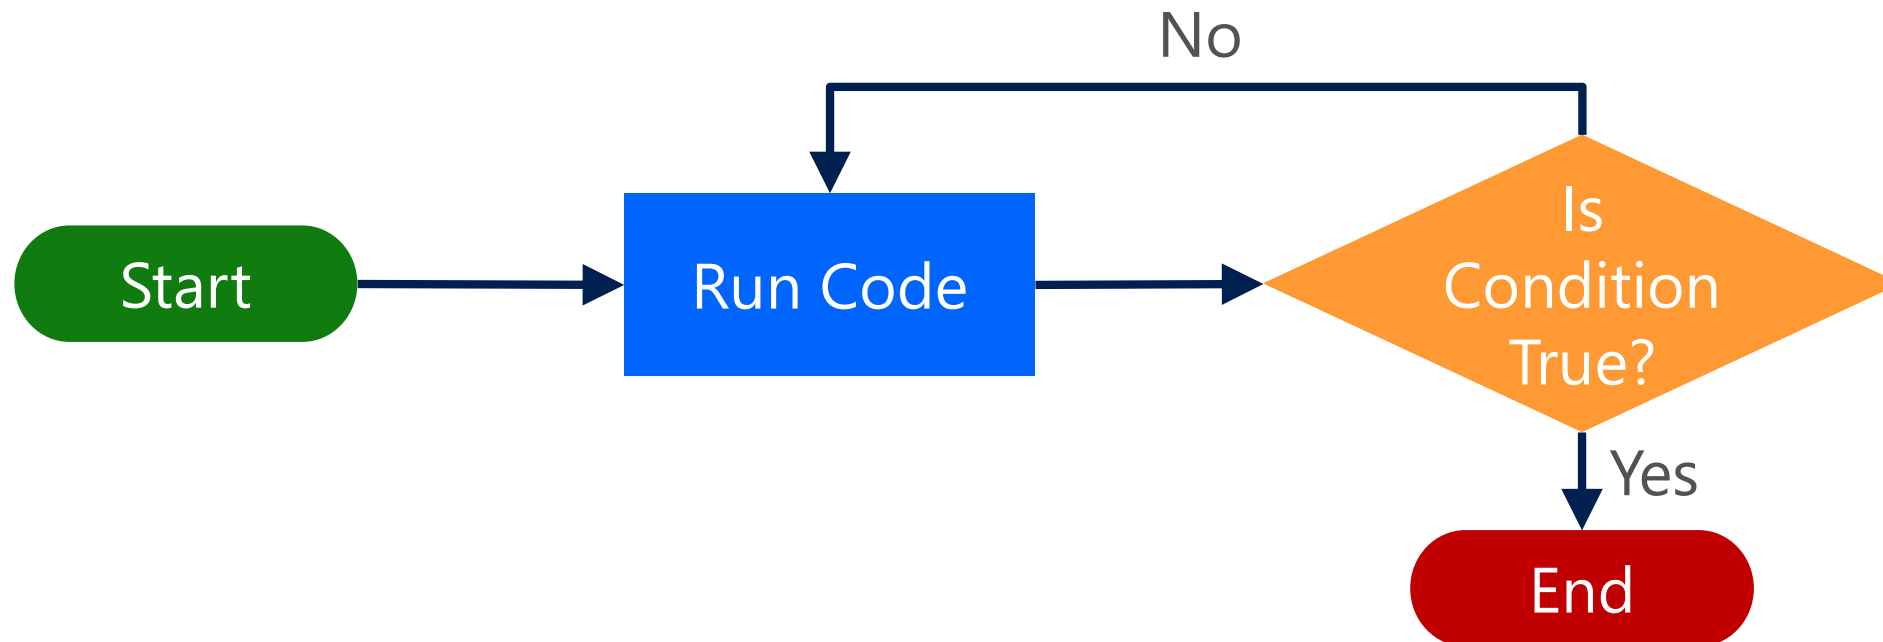 No
Start
Run Code
Is
Condition
True?
Yes
End